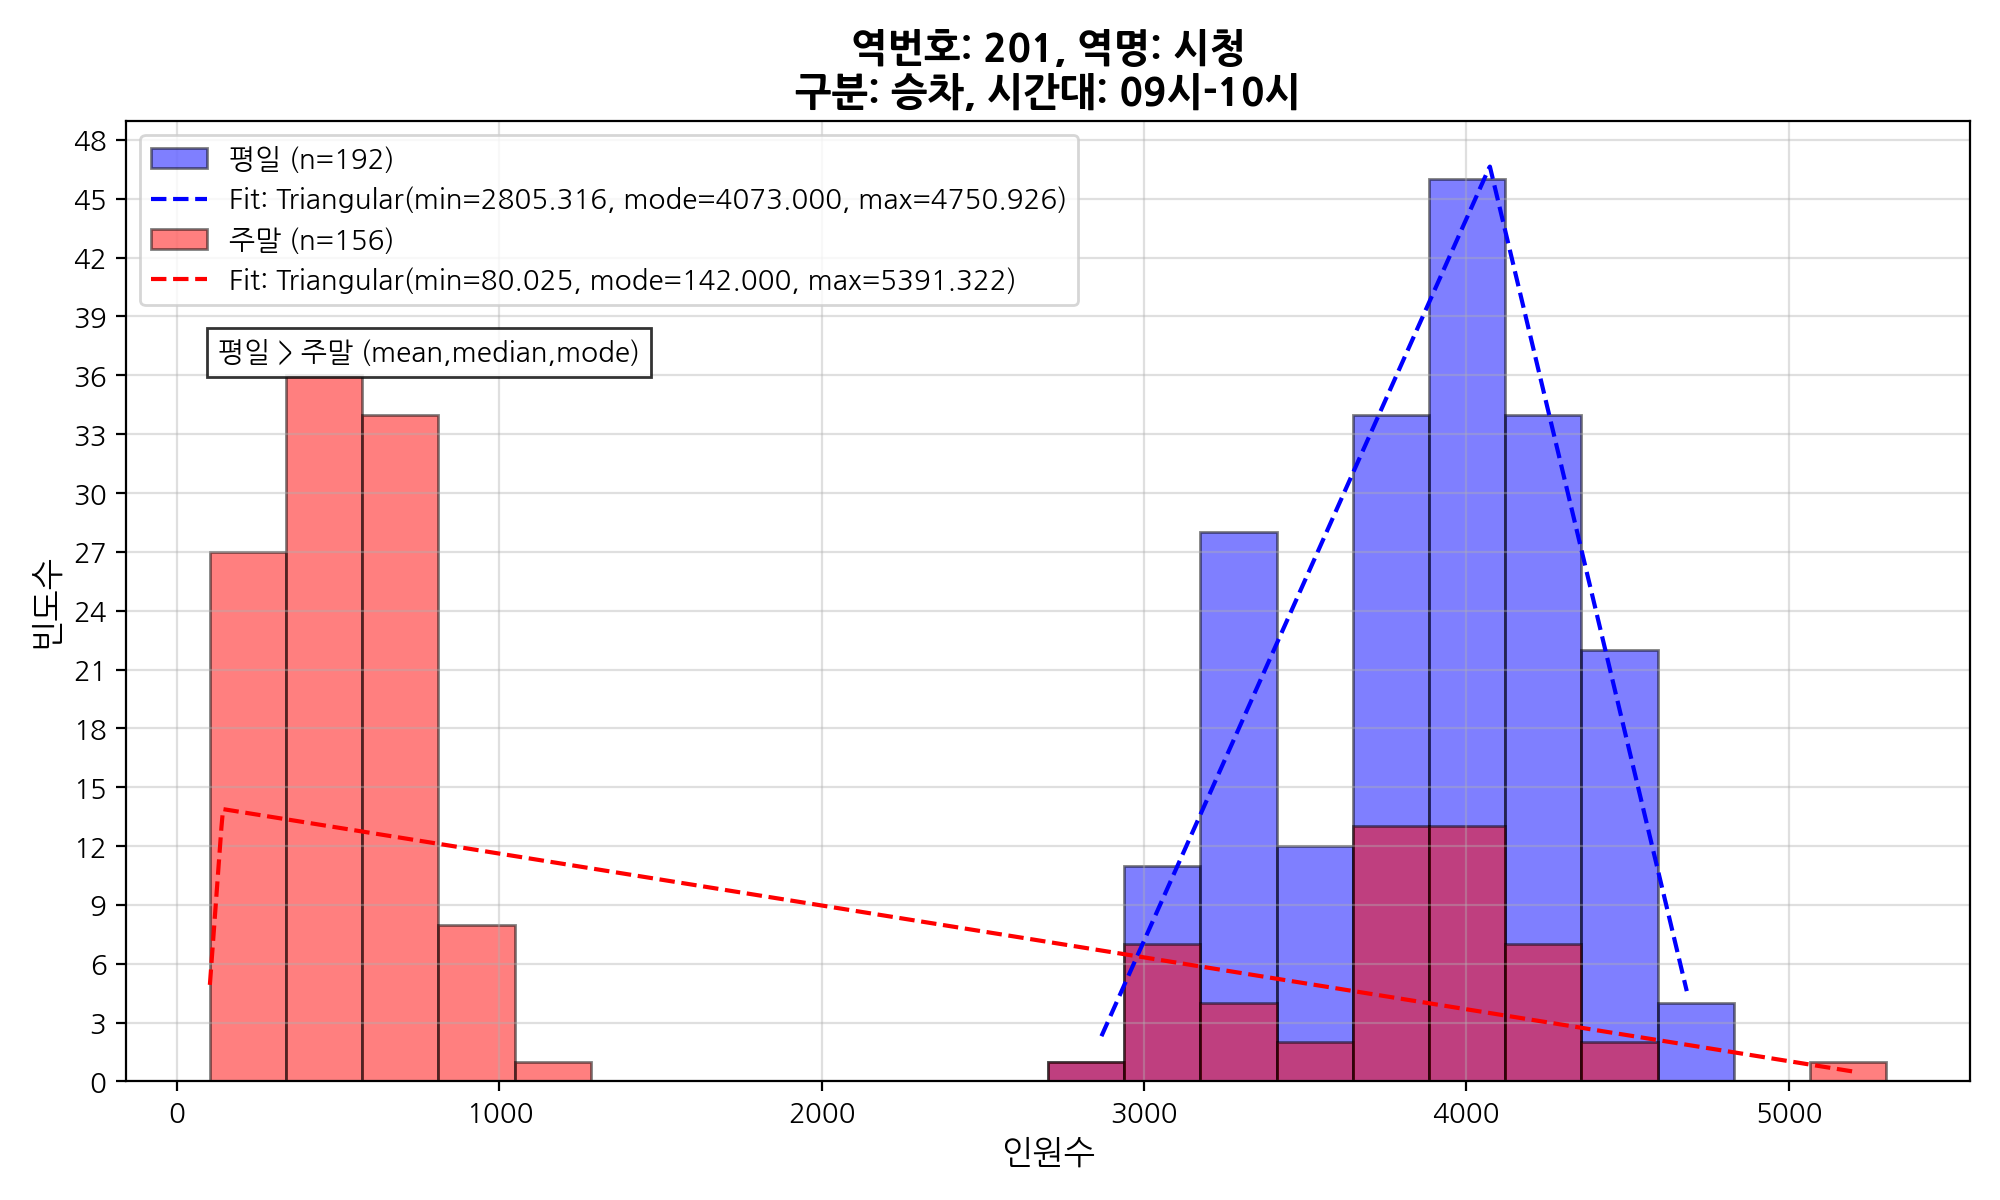 역번호: 201, 역명: 시청
구분: 승차, 시간대: 09시-10시
평일 (n=192)
Fit: Triangular(min=2805.316, mode=4073.000, max=4750.926)
주말 (n=156)
Fit: Triangular(min=80.025, mode=142.000, max=5391.322)
평일 > 주말 (mean,median,mode)
빈도수
48
45
42
39
36
33
30
27
24
21
18
15
12
9
6
3
0
0 1000 2000 3000 4000 5000
인원수